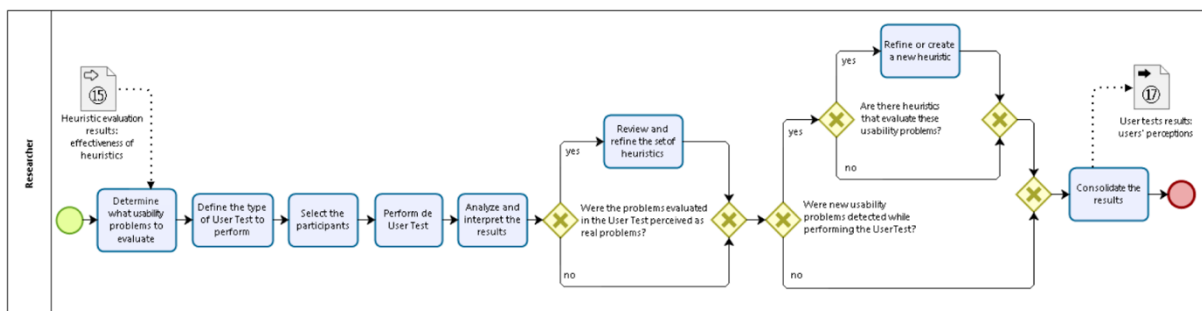 Researcher
15
Heuristic evaluation
results:
effectiveness of
heuristics
Determine
what usability
problems to
evaluate
Define the type
of User Test to
perform
Select the
participants
Perform de
User Test
Analyze and
interpret the
results
yes
Review and
refine the set of
heuristics
Were the problems evaluated
in the User Test perceived as
real problems?
no
yes
Were new usability
problems detected while
performing the User Test?
no
yes
Refine or create
a new heuristic
Are there heuristics
that evaluate these
usability problems?
no
17
User tests results:
users' perceptions
Consolidate the
results